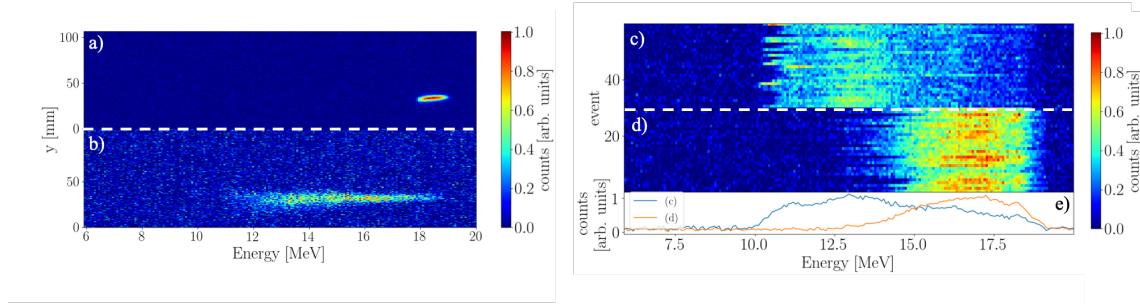 a)
100
50
0
b)
50
0
y [mm]
6 8 10 12 14 16 18 20
Energy [MeV]
1.0
0.8
0.6
0.4
0.2
0.0
counts [arb. units]
c)
40
d)
20
event
e)
1
0
counts
[arb. units]
(c)
(d)
7.5 10.0 12.5 15.0 17.5
Energy [MeV]
1.0
0.8
0.6
0.4
0.2
0.0
counts [arb. units]